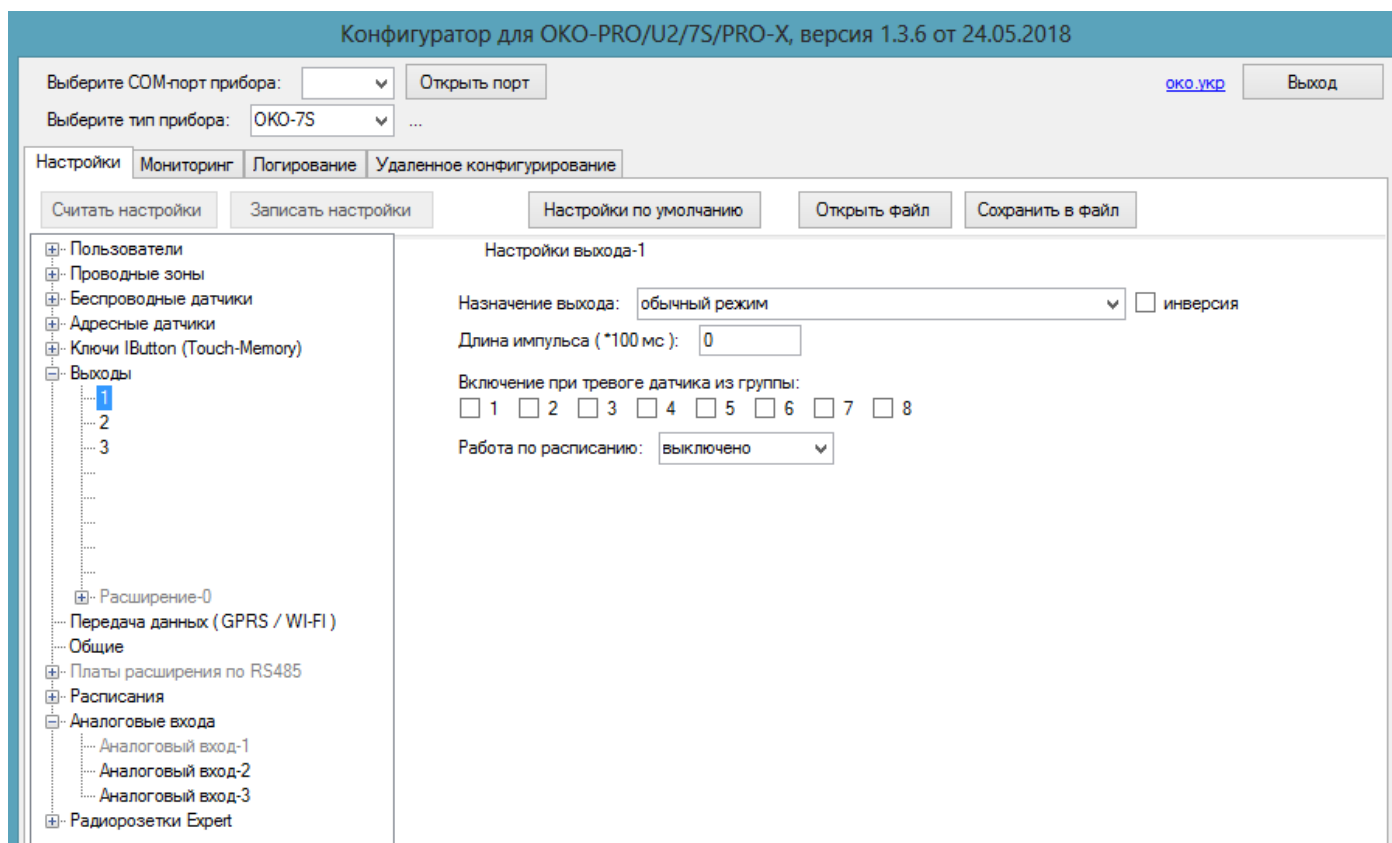 Конфигуратор для ОКО-PRO/U2/7S/PRO-X, версия 1.3.6 от 24.05.2018
Выберите COM-порт прибора: Открыть порт око.укр Выход
Выберите тип прибора: ОКО-7S ...
Настройки Мониторинг Логирование Удаленное конфигурирование
Считать настройки Записать настройки Настройки по умолчанию Открыть файл Сохранить в файл
Пользователи
Проводные зоны
Беспроводные датчики
Адресные датчики
Ключи IButton (Touch-Memory)
Выходы
1
2
3
Расширение-0
Передача данных ( GPRS / WI-FI )
Общие
Платы расширения по RS485
Расписания
Аналоговые входа
Аналоговый вход-1
Аналоговый вход-2
Аналоговый вход-3
Радиорозетки Expert
Настройки выхода-1
Назначение выхода: обычный режим инверсия
Длина импульса ( *100 мс ): 0
Включение при тревоге датчика из группы:
1 2 3 4 5 6 7 8
Работа по расписанию: выключено